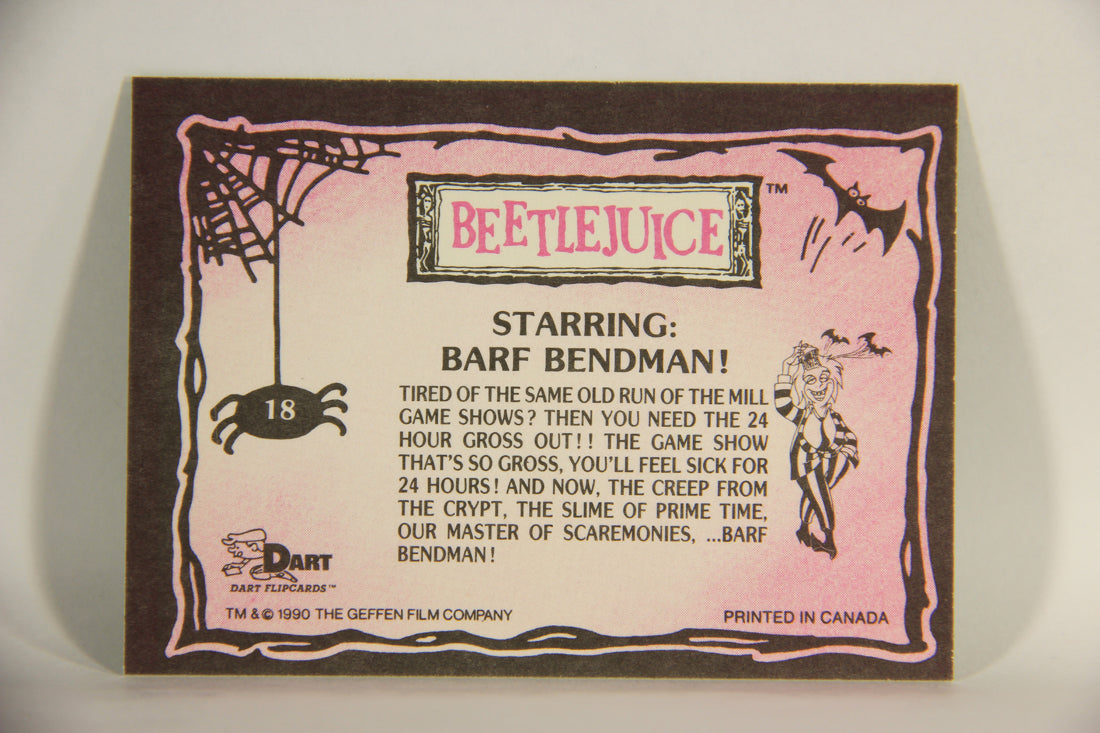 BEETLEJUICE
TM
STARRING:
BARF BENDMAN!
TIRED OF THE SAME OLD RUN OF THE MILL
GAME SHOWS? THEN YOU NEED THE 24
HOUR GROSS OUT!! THE GAME SHOW
THAT'S SO GROSS, YOU'LL FEEL SICK FOR
24 HOURS! AND NOW, THE CREEP FROM
THE CRYPT, THE SLIME OF PRIME TIME,
OUR MASTER OF SCAREMONIES, ...BARF
BENDMAN!
18
DART
DART FLIPCARDS™
TM & © 1990 THE GEFFEN FILM COMPANY
PRINTED IN CANADA